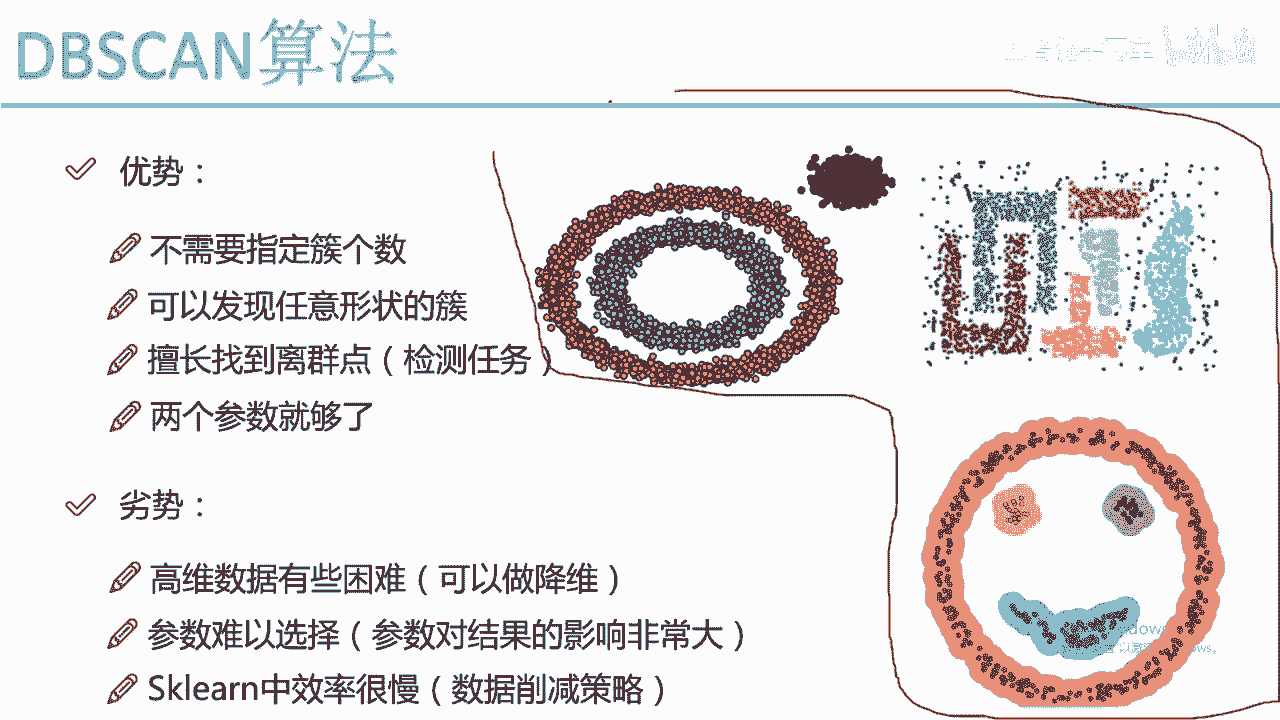 DBSCAN算法
优势：
不需要指定簇个数
可以发现任意形状的簇
擅长找到离群点（检测任务）
两个参数就够了
劣势：
高维数据有些困难（可以做降维）
参数难以选择（参数对结果的影响非常大）
Sklearn中效率很慢（数据削减策略）